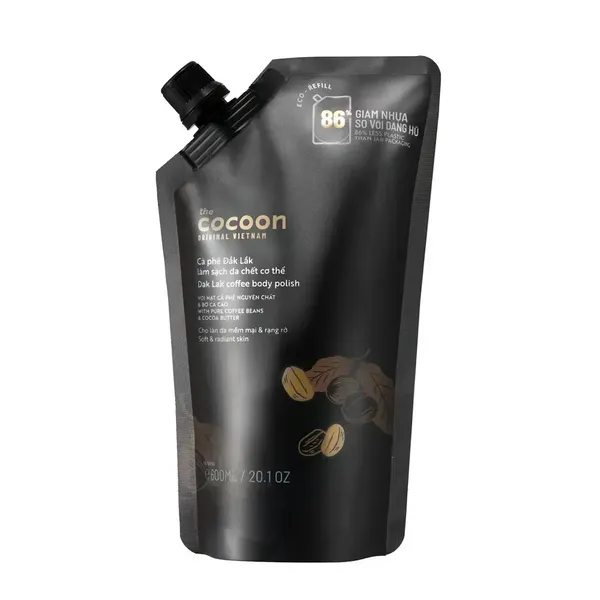 ECO - REFILL
86%
GIẢM NHỰA
SO VỚI DẠNG HŨ
86% LESS PLASTIC
THAN JAR PACKAGING
the
cocoon
ORIGINAL VIETNAM
Cà phê Đắk Lắk
làm sạch da chết cơ thể
Dak Lak coffee body polish
VỚI HẠT CÀ PHÊ NGUYÊN CHẤT
& BƠ CA CAO
WITH PURE COFFEE BEANS
& COCOA BUTTER
Cho làn da mềm mại & rạng rỡ
Soft & radiant skin
600ML / 20.1 OZ